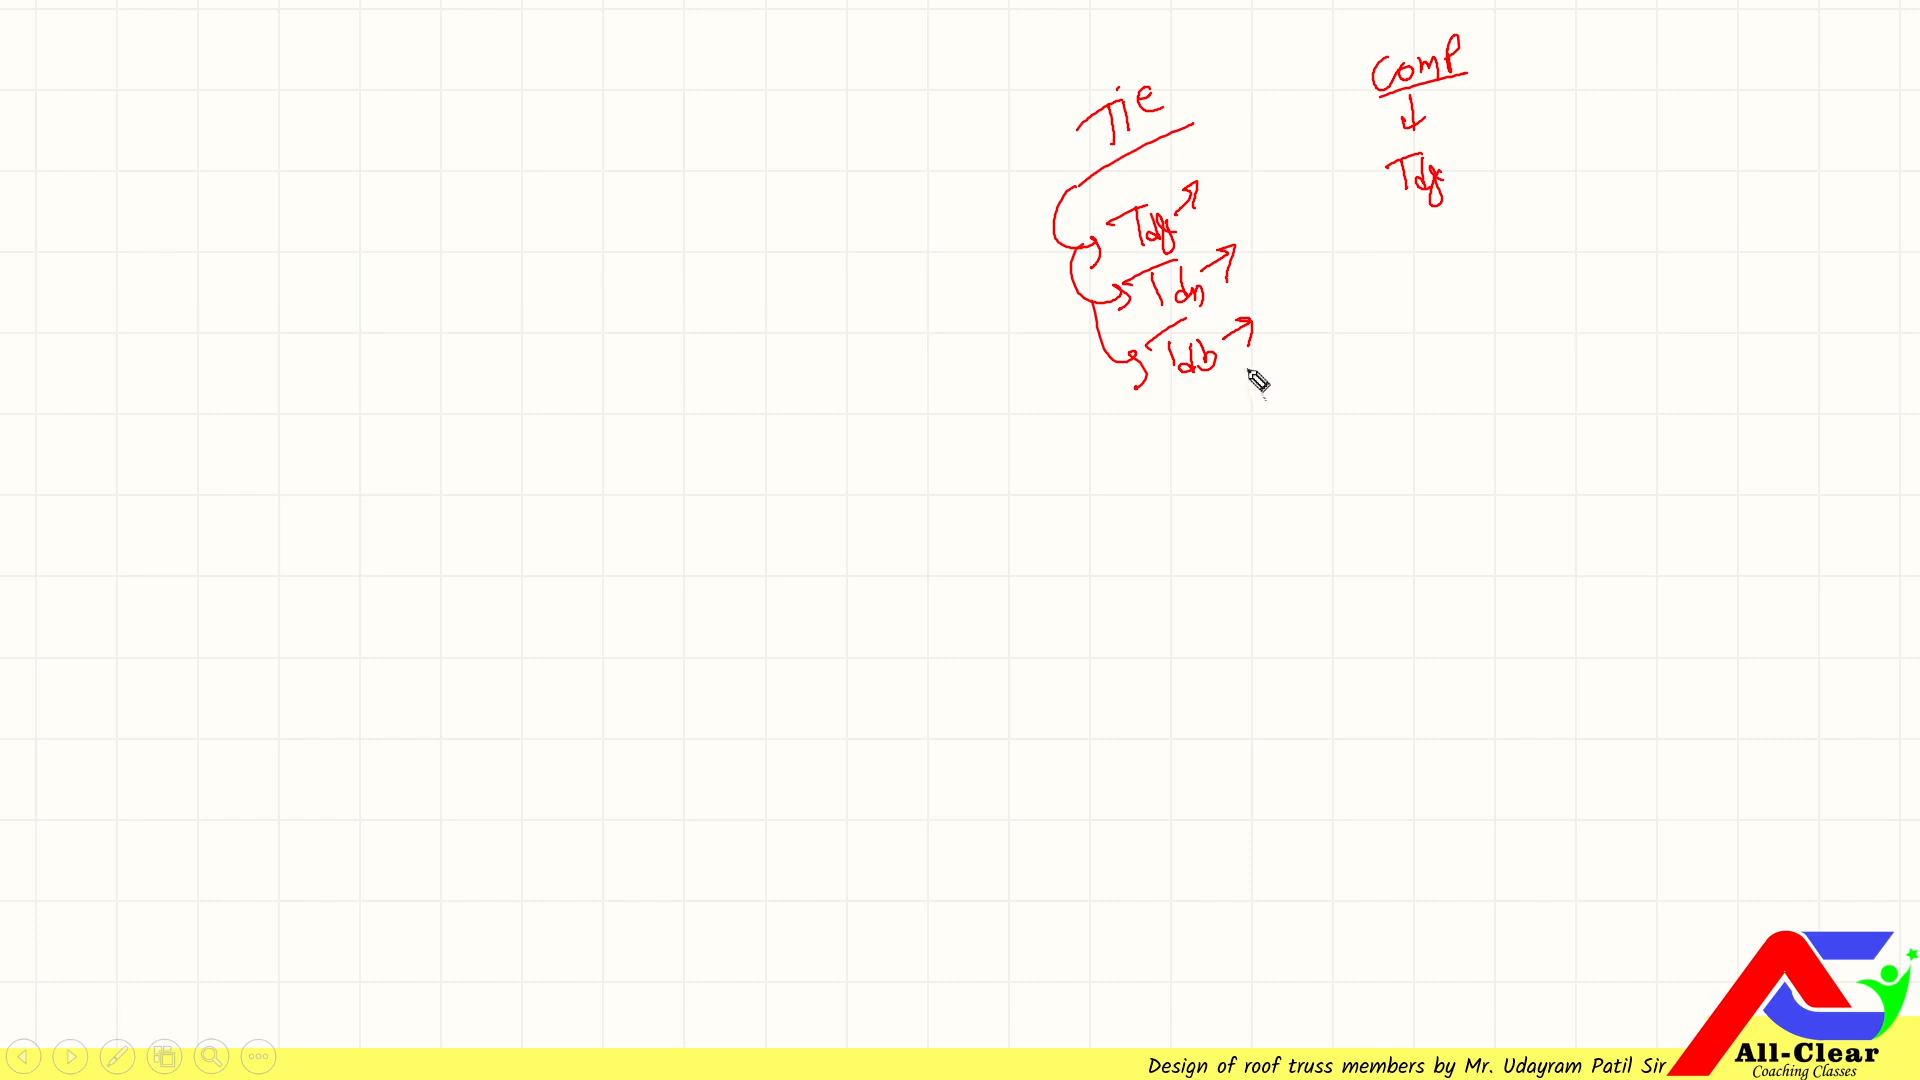 Comp
Tie
Tdg
Tdg
Tdn
Tdb
Design of roof truss members by Mr. Udayram Patil Sir
All-Clear
Coaching Classes